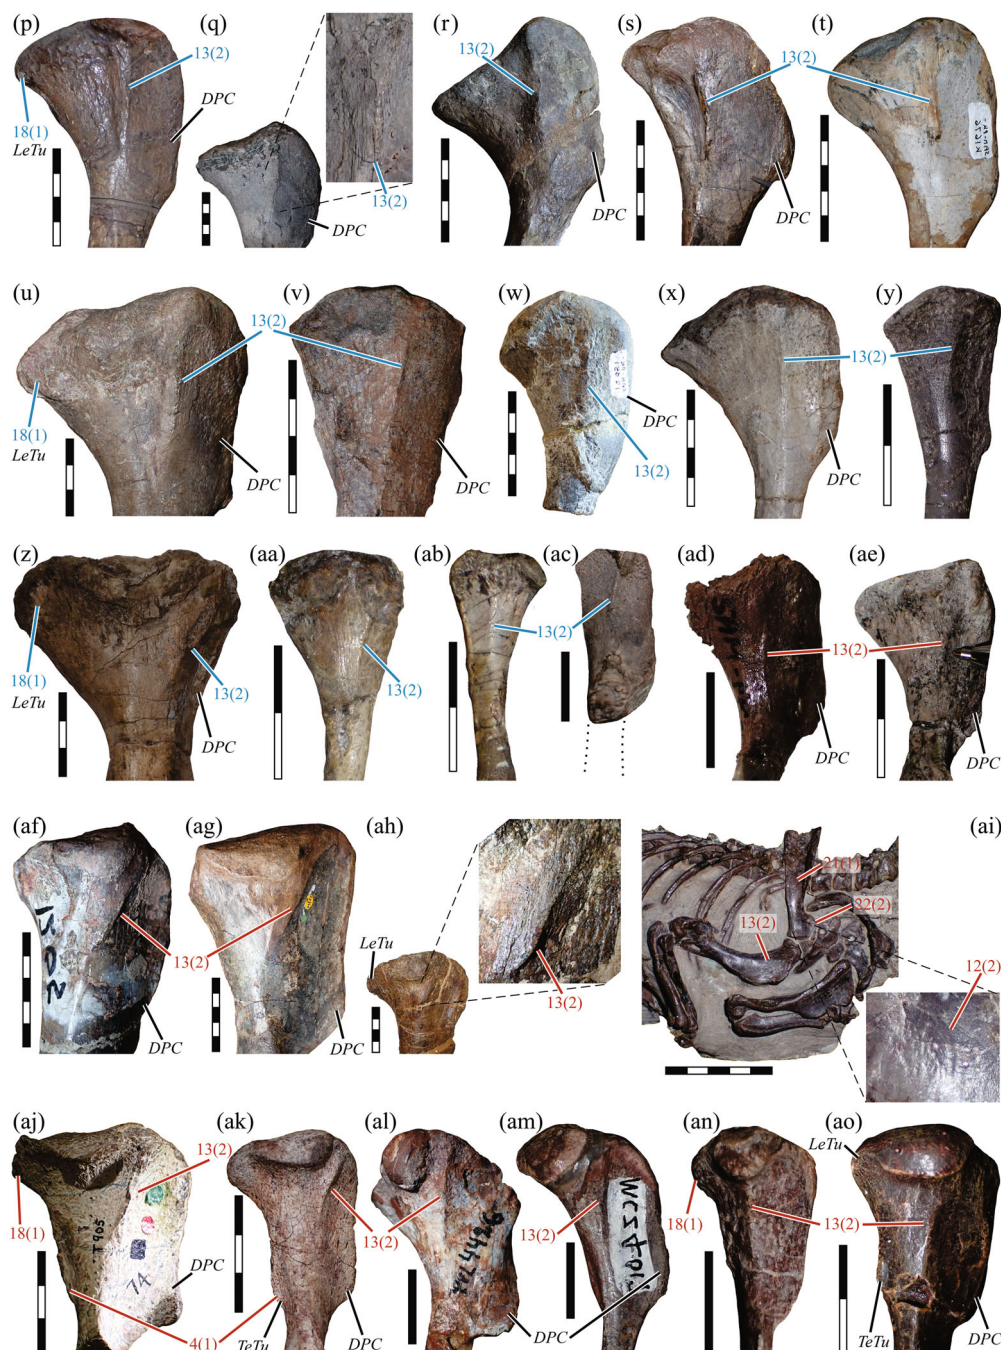 (p)
(q)
(r)
(s)
(t)
13(2)
13(2)
13(2)
DPC
18(1)
LeTu
13(2)
DPC
DPC
DPC
(u)
(v)
(w)
(x)
(y)
13(2)
13(2)
DPC
18(1)
LeTu
DPC
DPC
13(2)
DPC
(z)
(aa)
(ab)
(ac)
(ad)
(ae)
13(2)
13(2)
18(1)
LeTu
13(2)
13(2)
DPC
DPC
DPC
(af)
(ag)
(ah)
(ai)
21(1)
22(2)
13(2)
1502
13(2)
LeTu
13(2)
12(2)
DPC
DPC
(aj)
(ak)
(al)
(am)
(an)
(ao)
13(2)
LeTu
18(1)
13(2)
13(2)
18(1)
13(2)
T905
74
DPC
4(1)
TeTu
DPC
DPC
TeTu
DPC